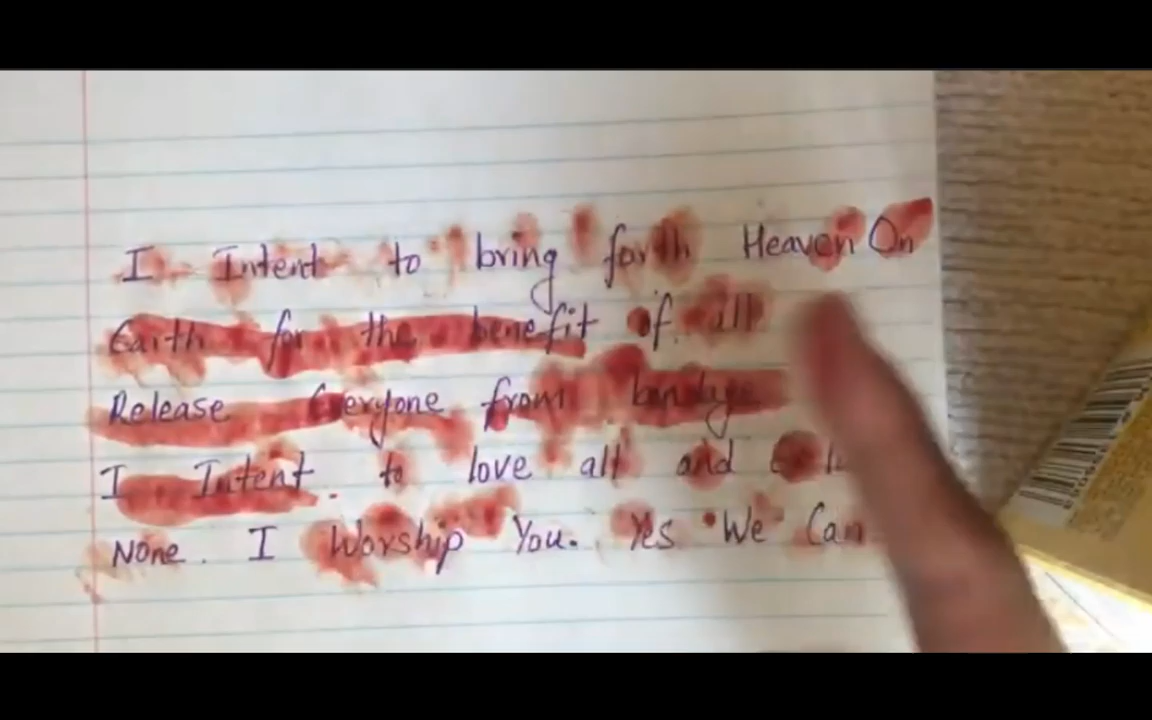 I Intent to bring forth Heaven On
Earth for the benefit of all
Release Everyone from bondage
I Intent. to love all and
None. I Worship You. Yes We Can